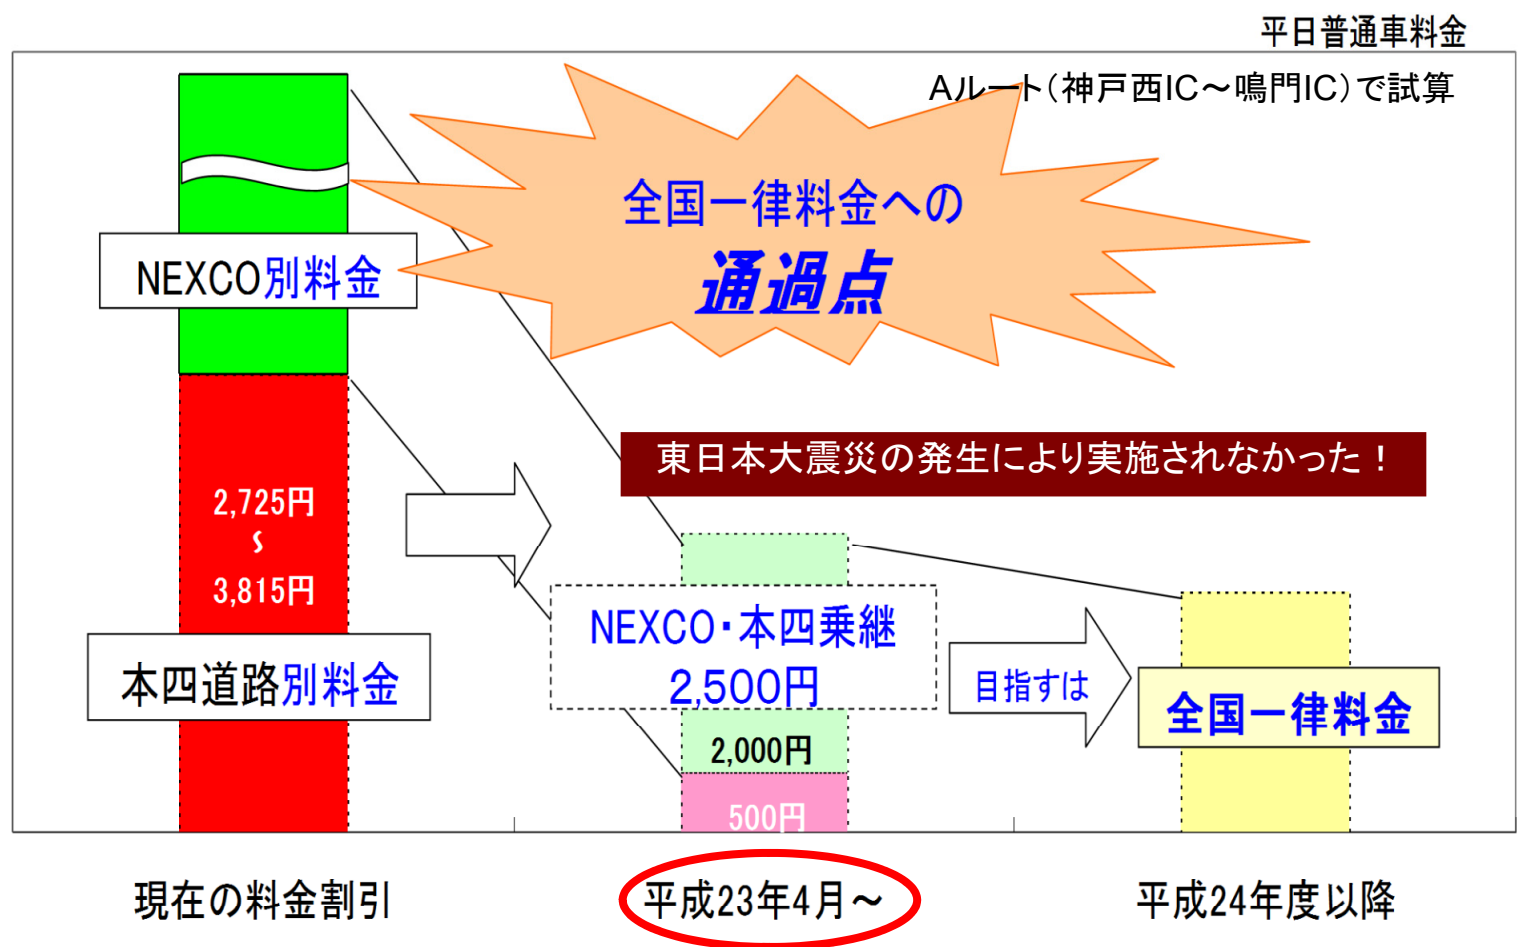 平日普通車料金
Aルート（神戸西IC～鳴門IC）で試算
全国一律料金への
通過点
NEXCO別料金
東日本大震災の発生により実施されなかった！
2,725円
～
3,815円
本四道路別料金
NEXCO・本四乗継
2,500円
2,000円
500円
目指すは
全国一律料金
現在の料金割引
平成23年4月～
平成24年度以降